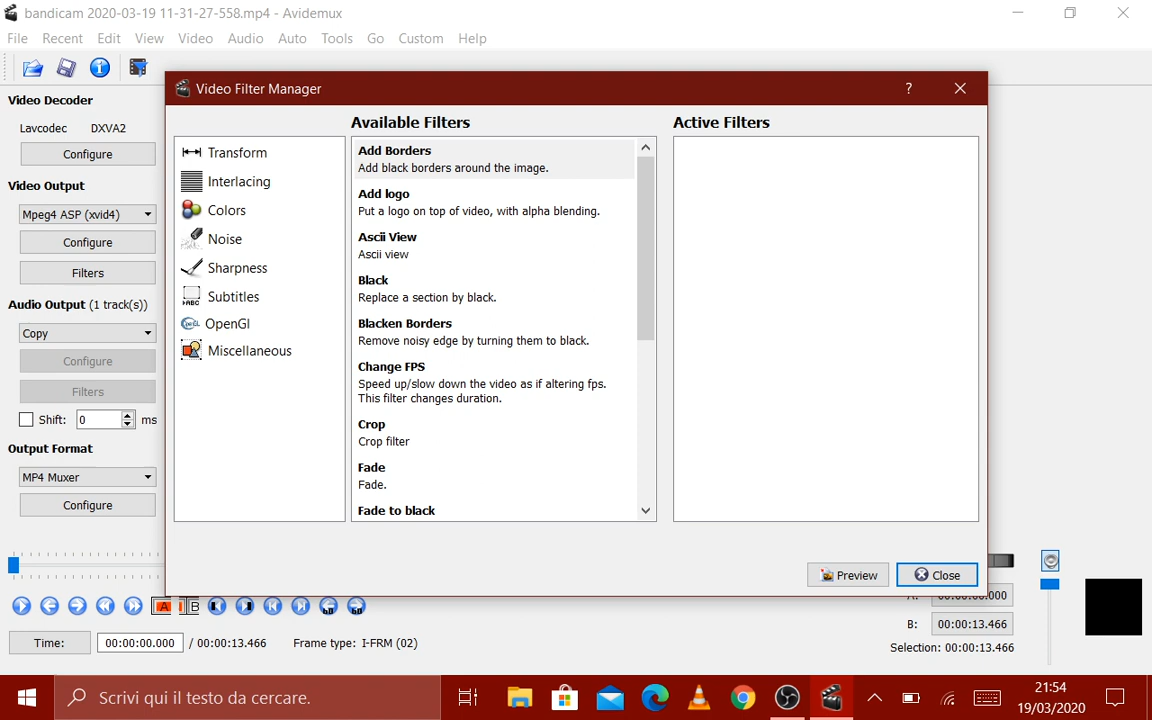 bandicam 2020-03-19 11-31-27-558.mp4 - Avidemux
File Recent Edit View Video Audio Auto Tools Go Custom Help
Video Filter Manager
?
Video Decoder
Lavcodec DXVA2
Configure
Video Output
Mpeg4 ASP (xvid4)
Configure
Filters
Audio Output (1 track(s))
Copy
Configure
Filters
Shift: 0 ms
Output Format
MP4 Muxer
Configure
Transform
Interlacing
Colors
Noise
Sharpness
Subtitles
OpenGl
Miscellaneous
Available Filters
Add Borders
Add black borders around the image.
Add logo
Put a logo on top of video, with alpha blending.
Ascii View
Ascii view
Black
Replace a section by black.
Blacken Borders
Remove noisy edge by turning them to black.
Change FPS
Speed up/slow down the video as if altering fps.
This filter changes duration.
Crop
Crop filter
Fade
Fade.
Fade to black
Active Filters
Preview
Close
A B
60 60
Time: 00:00:00.000 / 00:00:13.466 Frame type: I-FRM (02)
A: 00:00:00.000
B: 00:00:13.466
Selection: 00:00:13.466
Scrivi qui il testo da cercare.
21:54
19/03/2020